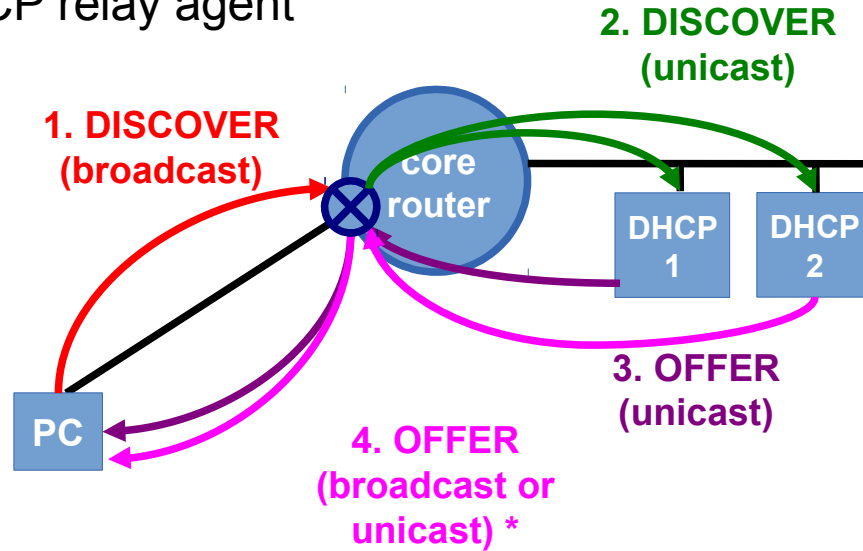 CP relay agent
2. DISCOVER
(unicast)
1. DISCOVER
(broadcast)
core
router
DHCP
1
DHCP
2
3. OFFER
(unicast)
PC
4. OFFER
(broadcast or
unicast) *